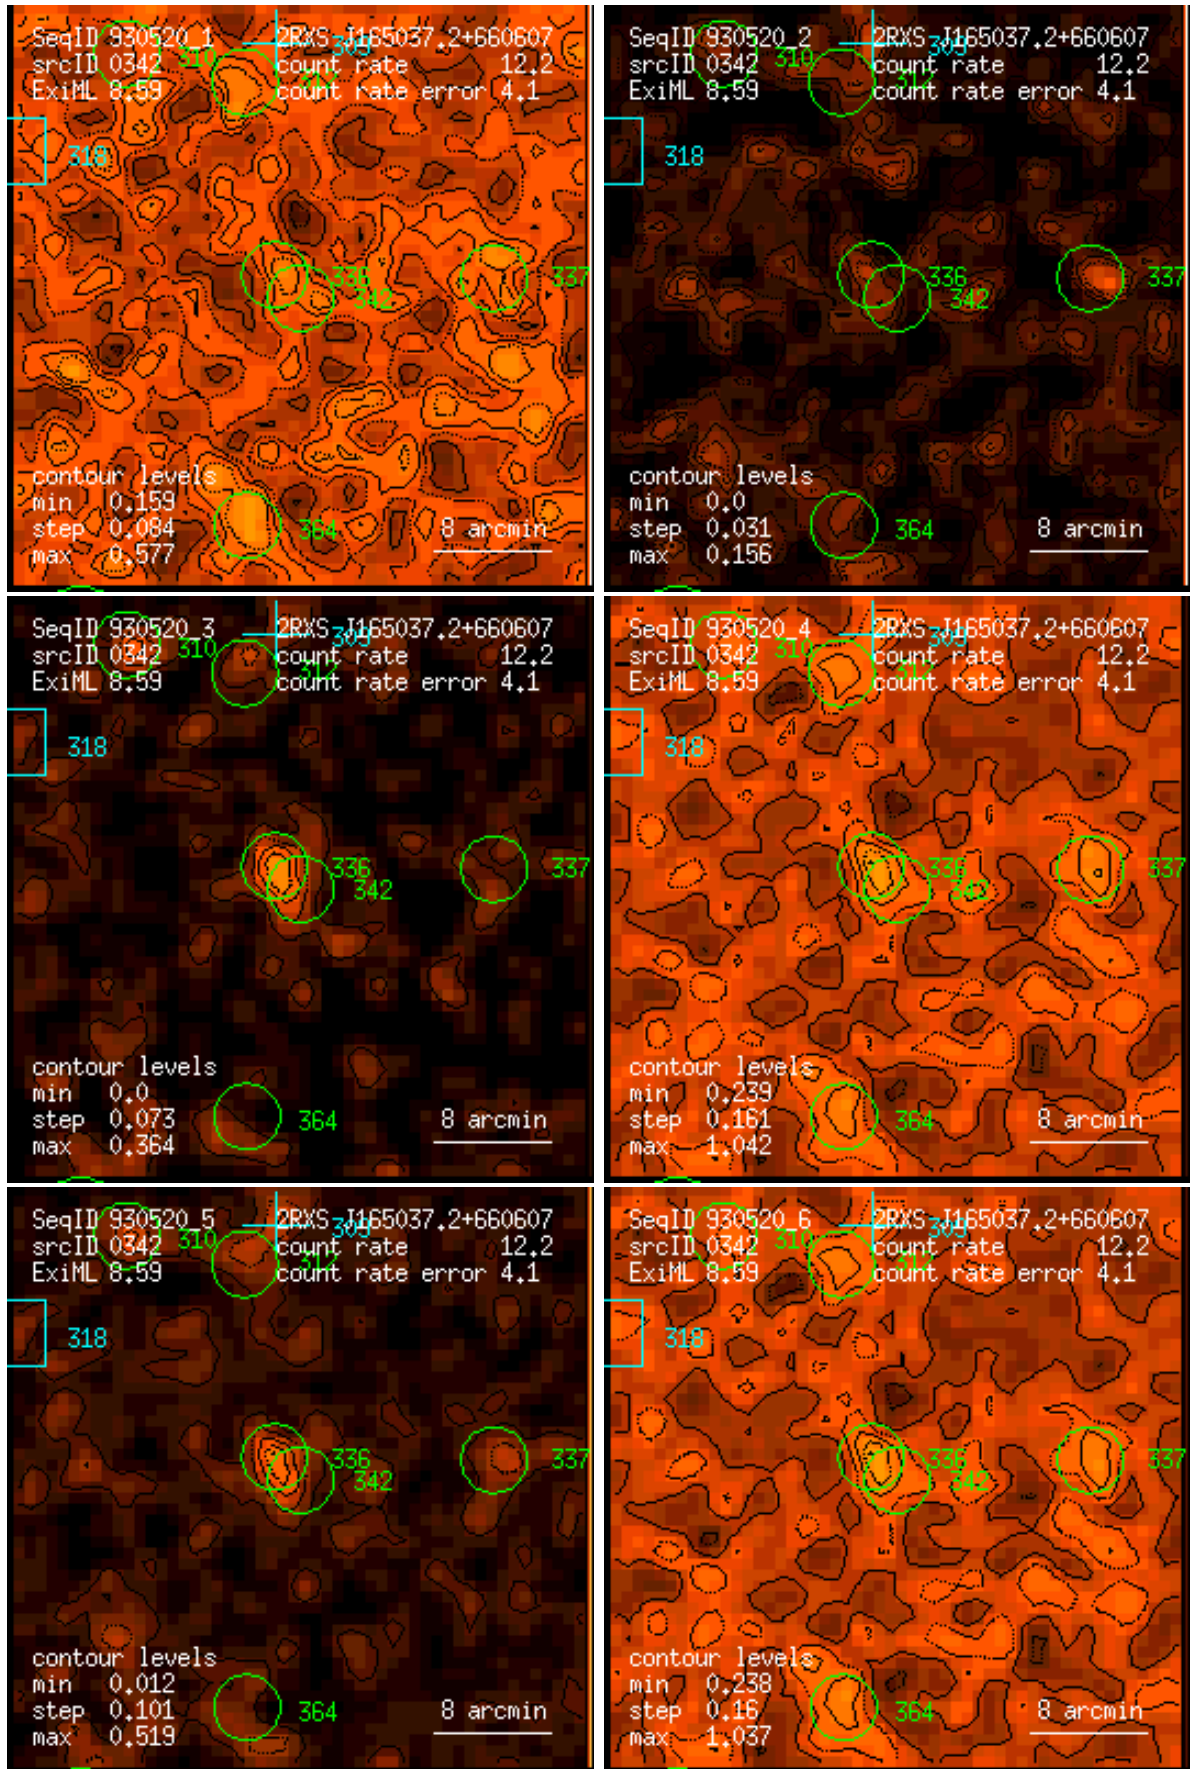 SeqID 930520_1 2RXS J165037.2+660607
srcID 0342 310 309
count rate 12.2
ExiML 8.59 312 count rate error 4.1
318
336
337
342
contour levels
min 0.159
step 0.084 364 8 arcmin
max 0.577
SeqID 930520_2 2RXS J165037.2+660607
srcID 0342 310 309
count rate 12.2
ExiML 8.59 312 count rate error 4.1
318
336
337
342
contour levels
min 0.0
step 0.031 364 8 arcmin
max 0.156
SeqID 930520_3 2RXS J165037.2+660607
srcID 0342 310 309
count rate 12.2
ExiML 8.59 312 count rate error 4.1
318
336
337
342
contour levels
min 0.0
step 0.073 364 8 arcmin
max 0.364
SeqID 930520_4 2RXS J165037.2+660607
srcID 0342 310 309
count rate 12.2
ExiML 8.59 312 count rate error 4.1
318
336
337
342
contour levels
min 0.239
step 0.161 364 8 arcmin
max 1.042
SeqID 930520_5 2RXS J165037.2+660607
srcID 0342 310 309
count rate 12.2
ExiML 8.59 312 count rate error 4.1
318
336
337
342
contour levels
min 0.012
step 0.101 364 8 arcmin
max 0.519
SeqID 930520_6 2RXS J165037.2+660607
srcID 0342 310 309
count rate 12.2
ExiML 8.59 312 count rate error 4.1
318
336
337
342
contour levels
min 0.238
step 0.16 364 8 arcmin
max 1.037